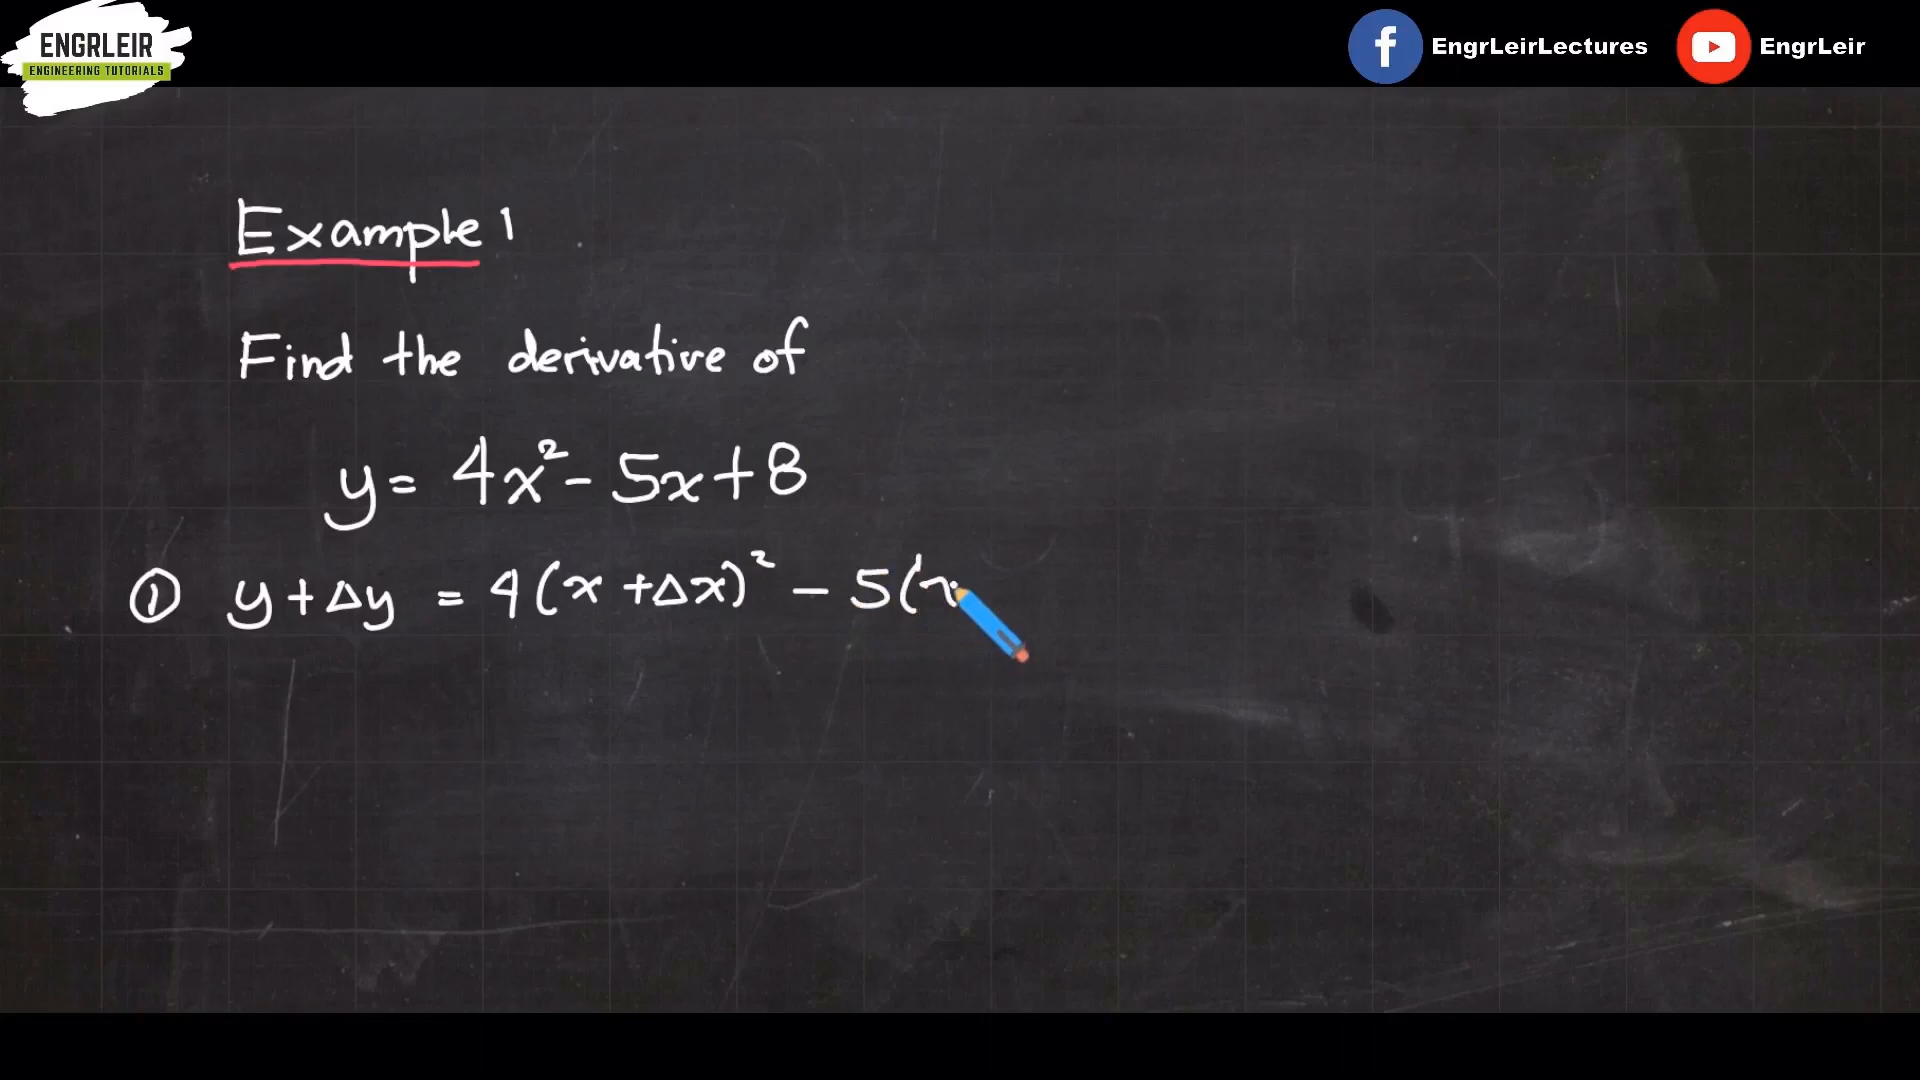 ENGRLEIR
ENGINEERING TUTORIALS
EngrLeirLectures
EngrLeir
Example 1
Find the derivative of
y = 4x² - 5x + 8
① y + Δy = 4(x + Δx)² - 5(x